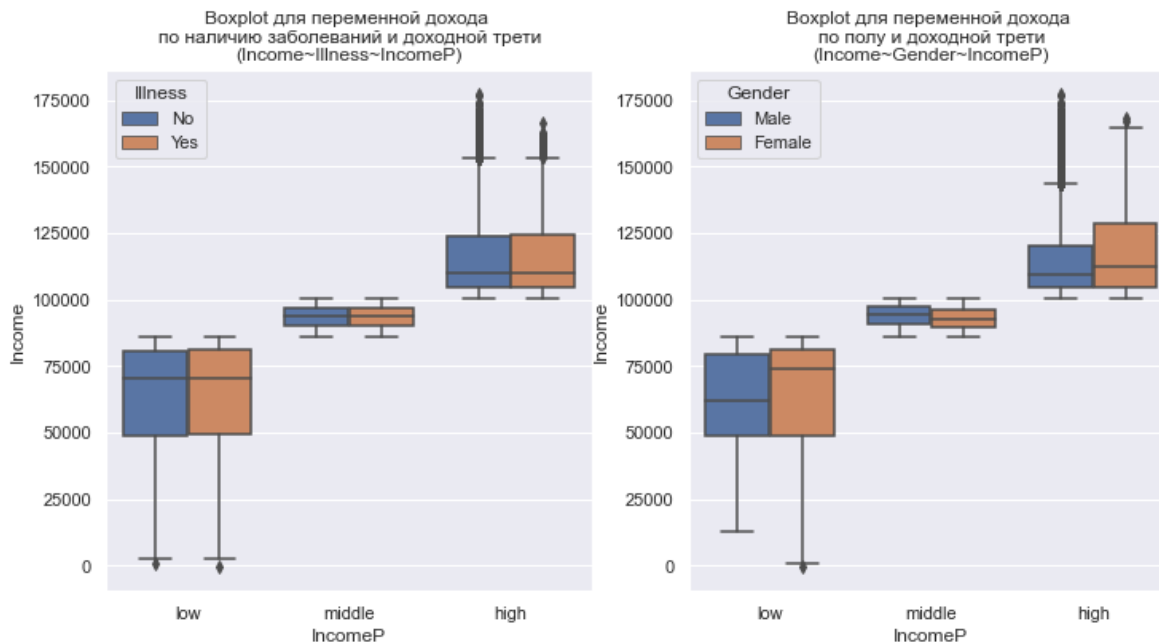 Boxplot для переменной дохода
по наличию заболеваний и доходной трети
(Income~Illness~IncomeP)
Illness
No
Yes
175000
150000
125000
100000
75000
50000
25000
0
Income
low
middle
high
IncomeP
Boxplot для переменной дохода
по полу и доходной трети
(Income~Gender~IncomeP)
Gender
Male
Female
175000
150000
125000
100000
75000
50000
25000
0
Income
low
middle
high
IncomeP